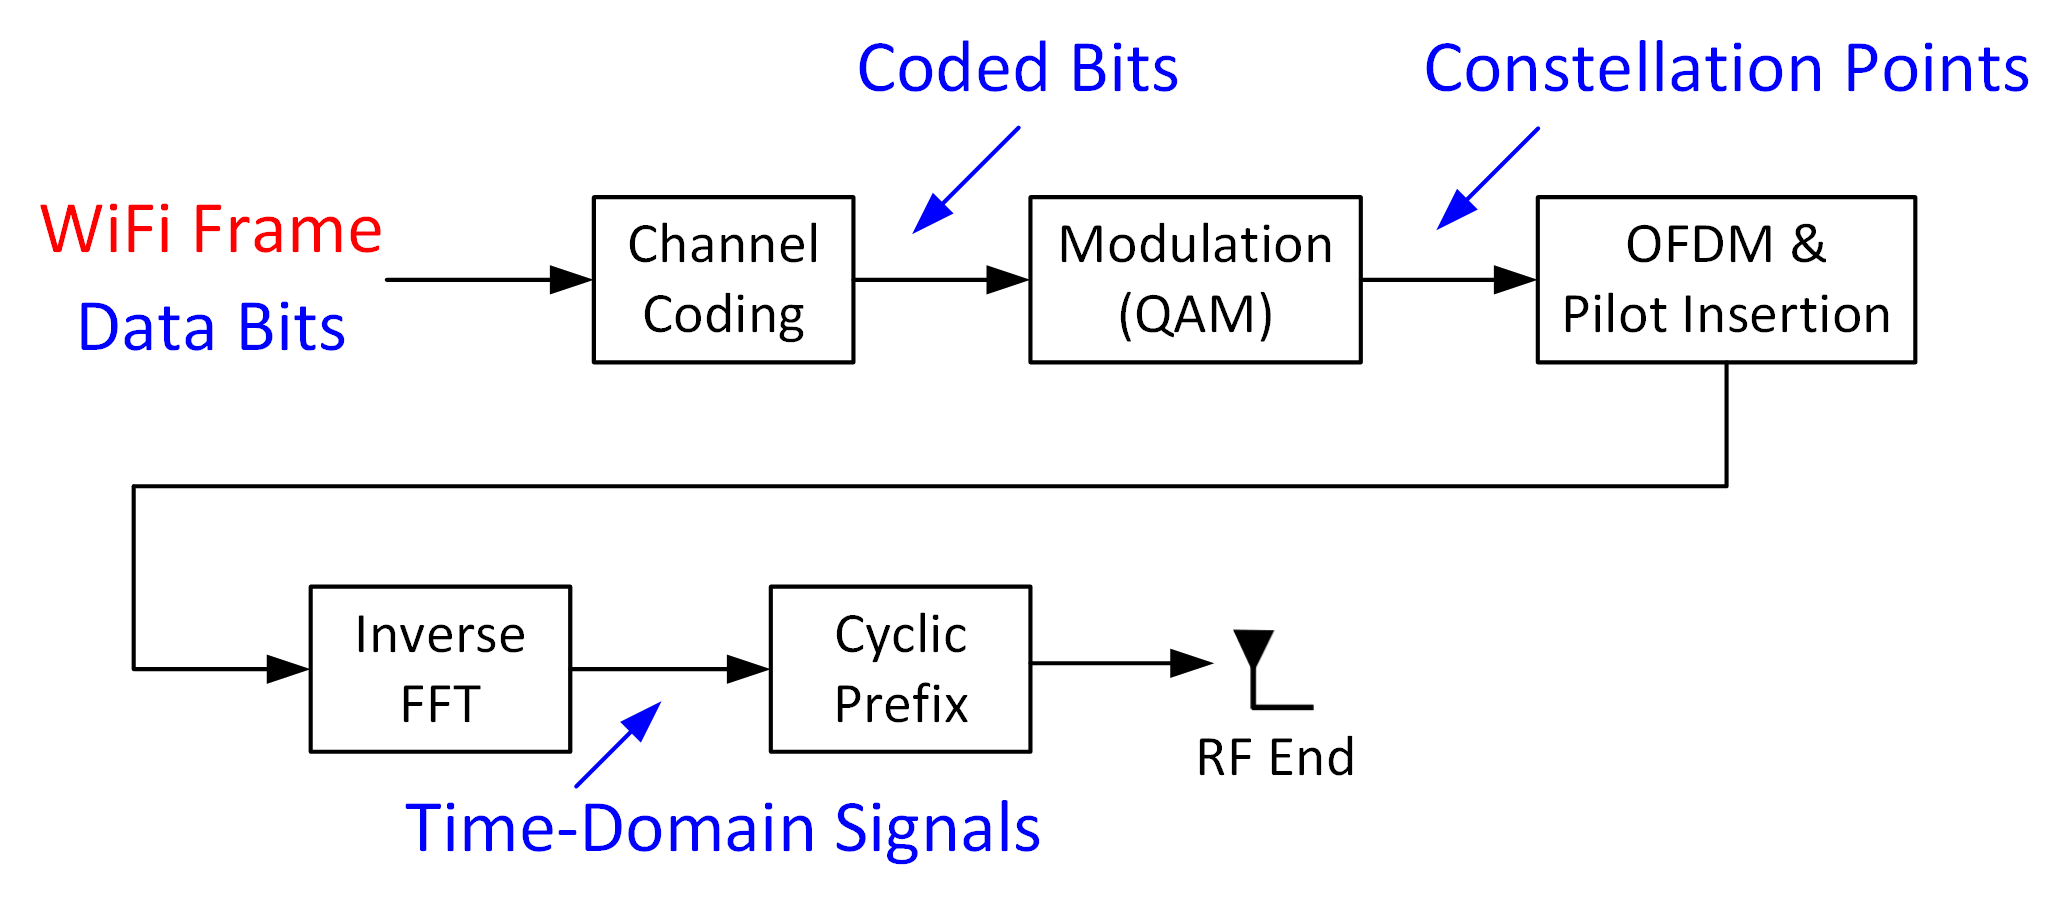 Coded Bits
Constellation Points
WiFi Frame
Data Bits
Channel
Coding
Modulation
(QAM)
OFDM &
Pilot Insertion
Inverse
FFT
Cyclic
Prefix
RF End
Time-Domain Signals